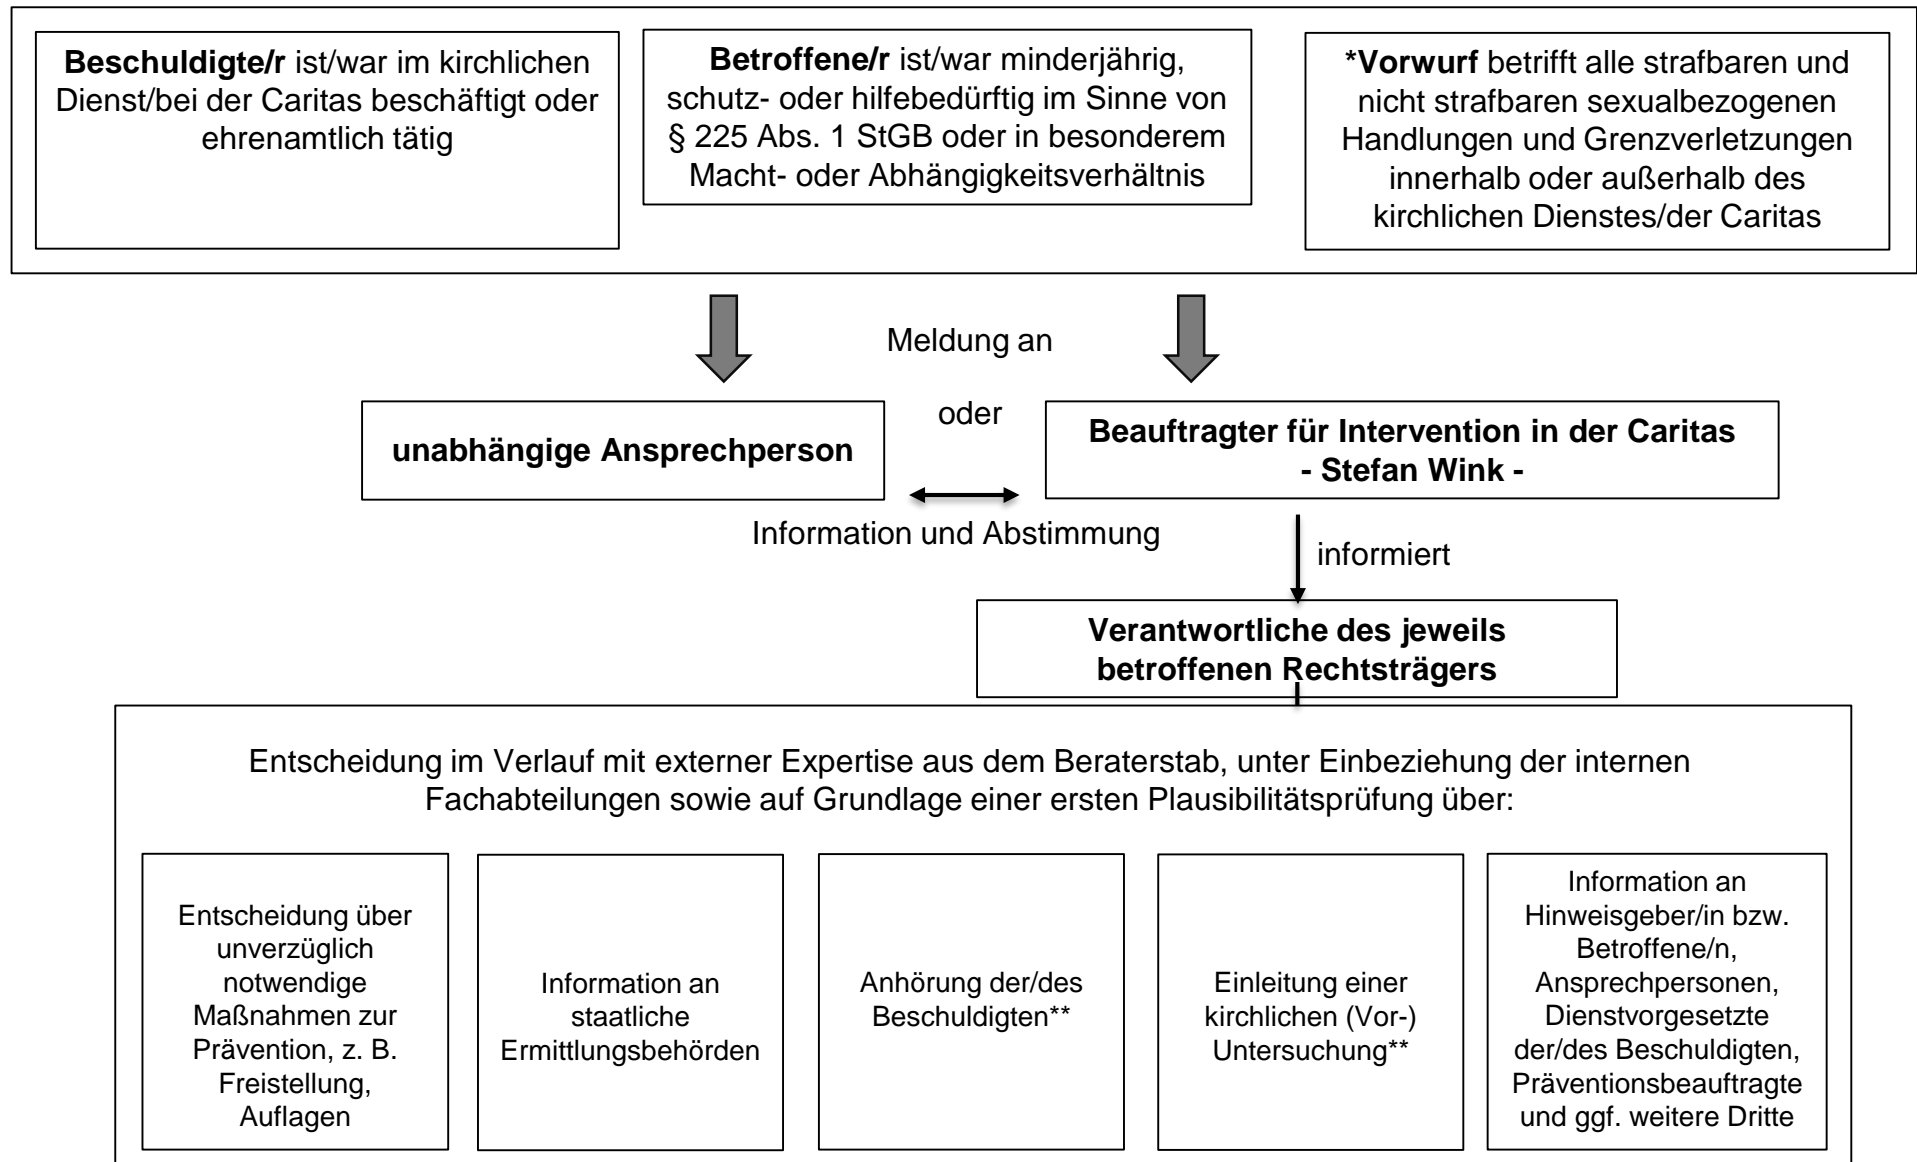 Beschuldigte/r ist/war im kirchlichen
Dienst/bei der Caritas beschäftigt oder
ehrenamtlich tätig
Betroffene/r ist/war minderjährig,
schutz- oder hilfebedürftig im Sinne von
§ 225 Abs. 1 StGB oder in besonderem
Macht- oder Abhängigkeitsverhältnis
*Vorwurf betrifft alle strafbaren und
nicht strafbaren sexualbezogenen
Handlungen und Grenzverletzungen
innerhalb oder außerhalb des
kirchlichen Dienstes/der Caritas
Meldung an
unabhängige Ansprechperson
oder
Beauftragter für Intervention in der Caritas
- Stefan Wink -
Information und Abstimmung
informiert
Verantwortliche des jeweils
betroffenen Rechtsträgers
Entscheidung im Verlauf mit externer Expertise aus dem Beraterstab, unter Einbeziehung der internen
Fachabteilungen sowie auf Grundlage einer ersten Plausibilitätsprüfung über:
Entscheidung über
unverzüglich
notwendige
Maßnahmen zur
Prävention, z. B.
Freistellung,
Auflagen
Information an
staatliche
Ermittlungsbehörden
Anhörung der/des
Beschuldigten**
Einleitung einer
kirchlichen (Vor-)
Untersuchung**
Information an
Hinweisgeber/in bzw.
Betroffene/n,
Ansprechpersonen,
Dienstvorgesetzte
der/des Beschuldigten,
Präventionsbeauftragte
und ggf. weitere Dritte